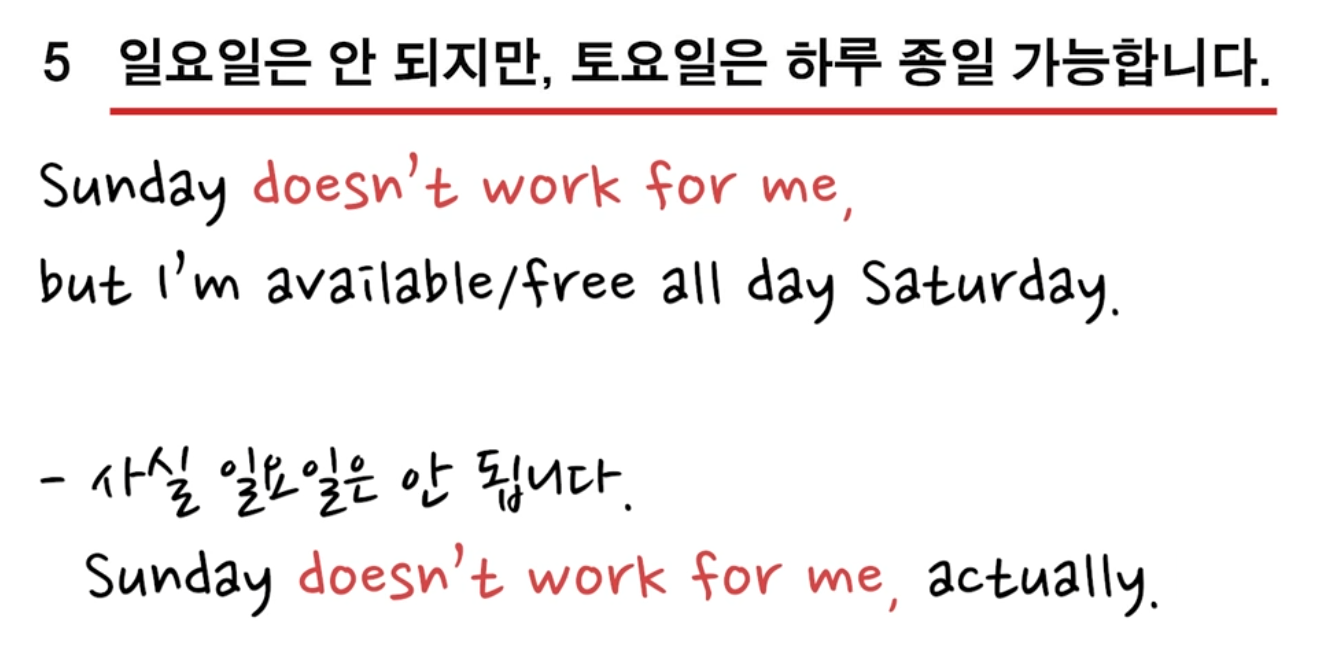 5 일요일은 안 되지만, 토요일은 하루 종일 가능합니다.
Sunday doesn't work for me,
but I'm available/free all day Saturday.
- 사실 일요일은 안 됩니다.
Sunday doesn't work for me, actually.